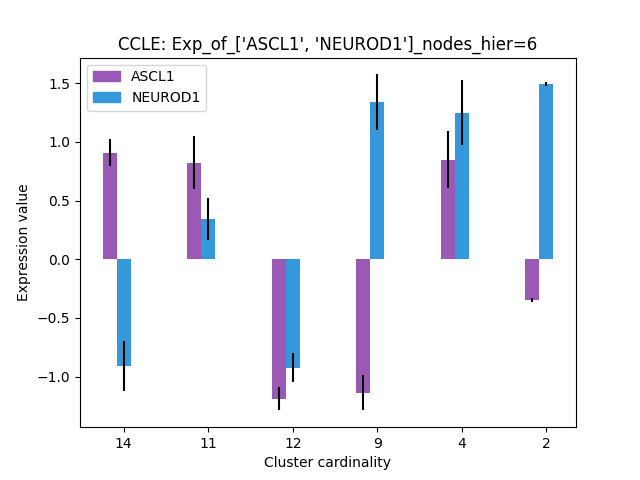 CCLE: Exp_of_['ASCL1', 'NEUROD1']_nodes_hier=6
ASCL1
NEUROD1
Expression value
1.5
1.0
0.5
0.0
−0.5
−1.0
14 11 12 9 4 2
Cluster cardinality